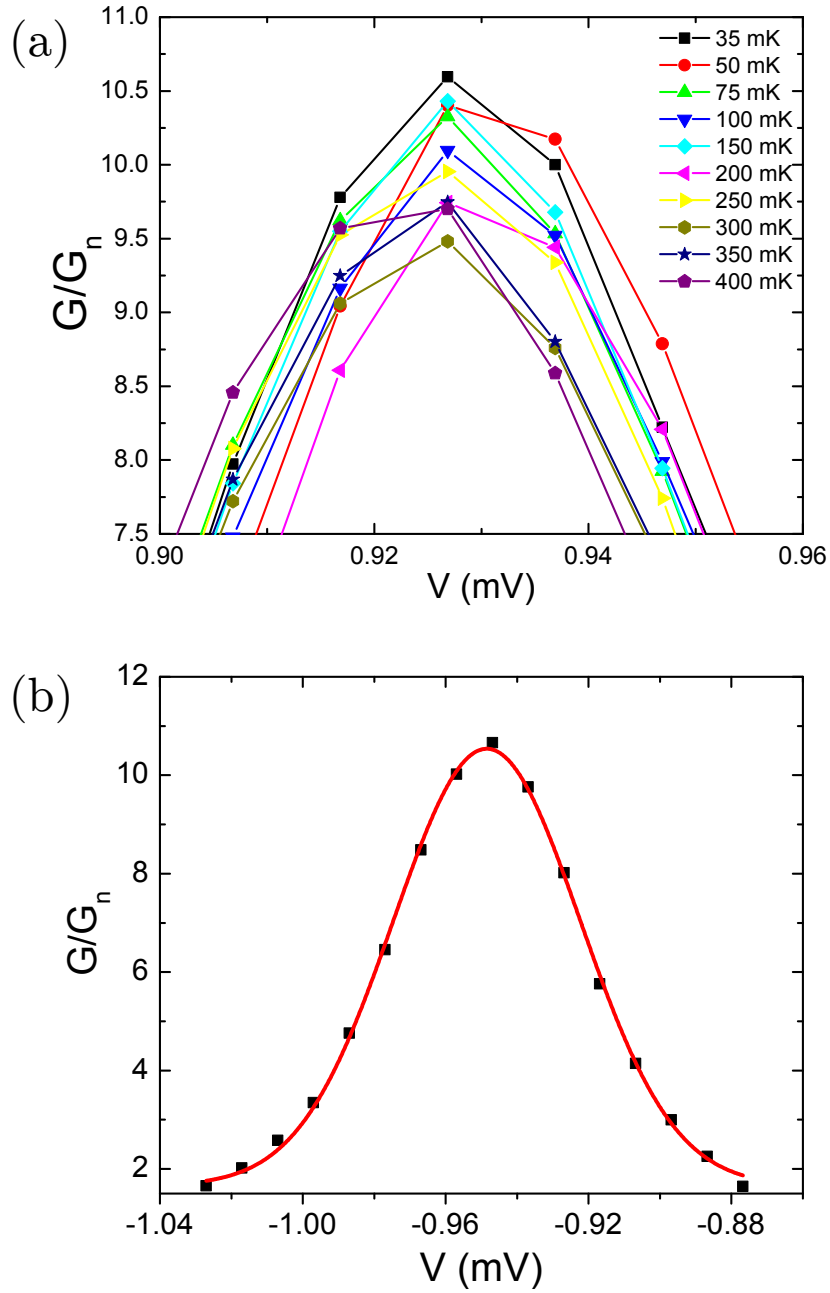 (a)
G/Gn
11.0
10.5
10.0
9.5
9.0
8.5
8.0
7.5
0.90
0.92
0.94
0.96
V (mV)
35 mK
50 mK
75 mK
100 mK
150 mK
200 mK
250 mK
300 mK
350 mK
400 mK
(b)
G/Gn
12
10
8
6
4
2
-1.04
-1.00
-0.96
-0.92
-0.88
V (mV)